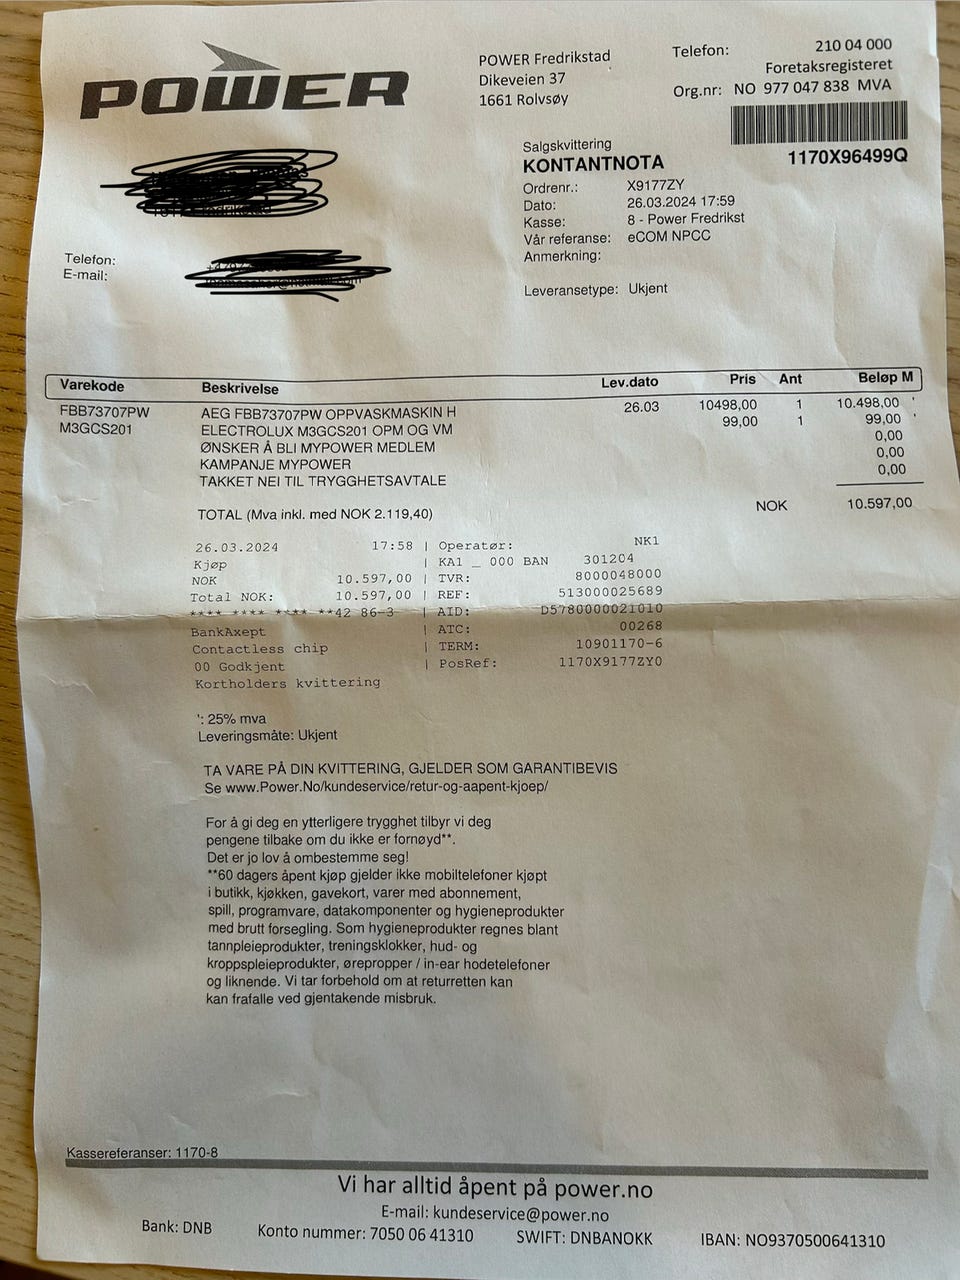 POWER
POWER Fredrikstad
Dikeveien 37
1661 Rolvsøy
Telefon: 210 04 000
Foretaksregisteret
Org.nr: NO 977 047 838 MVA
1170X96499Q
Salgskvittering
KONTANTNOTA
Ordrenr.: X9177ZY
Dato: 26.03.2024 17:59
Kasse: 8 - Power Fredrikst
Vår referanse: eCOM NPCC
Anmerkning:
Leveransetype: Ukjent
Telefon:
E-mail:
Varekode Beskrivelse Lev.dato Pris Ant Beløp M
FBB73707PW AEG FBB73707PW OPPVASKMASKIN H 26.03 10498,00 1 10.498,00 '
M3GCS201 ELECTROLUX M3GCS201 OPM OG VM 99,00 1 99,00 '
ØNSKER Å BLI MYPOWER MEDLEM 0,00
KAMPANJE MYPOWER 0,00
TAKKET NEI TIL TRYGGHETSAVTALE 0,00
TOTAL (Mva inkl. med NOK 2.119,40) NOK 10.597,00
26.03.2024 17:58 | Operatør: NK1
Kjøp | KA1 _ 000 BAN 301204
NOK 10.597,00 | TVR: 8000048000
Total NOK: 10.597,00 | REF: 513000025689
**** **** **** **42 86-3 | AID: D5780000021010
BankAxept | ATC: 00268
Contactless chip | TERM: 10901170-6
00 Godkjent | PosRef: 1170X9177ZY0
Kortholders kvittering
': 25% mva
Leveringsmåte: Ukjent
TA VARE PÅ DIN KVITTERING, GJELDER SOM GARANTIBEVIS
Se www.Power.No/kundeservice/retur-og-aapent-kjoep/
For å gi deg en ytterligere trygghet tilbyr vi deg
pengene tilbake om du ikke er fornøyd**.
Det er jo lov å ombestemme seg!
**60 dagers åpent kjøp gjelder ikke mobiltelefoner kjøpt
i butikk, kjøkken, gavekort, varer med abonnement,
spill, programvare, datakomponenter og hygieneprodukter
med brutt forsegling. Som hygieneprodukter regnes blant
tannpleieprodukter, treningsklokker, hud- og
kroppspleieprodukter, ørepropper / in-ear hodetelefoner
og liknende. Vi tar forbehold om at returretten kan
kan frafalle ved gjentakende misbruk.
Kassereferanser: 1170-8
Vi har alltid åpent på power.no
E-mail: kundeservice@power.no
Bank: DNB Konto nummer: 7050 06 41310 SWIFT: DNBANOKK IBAN: NO9370500641310